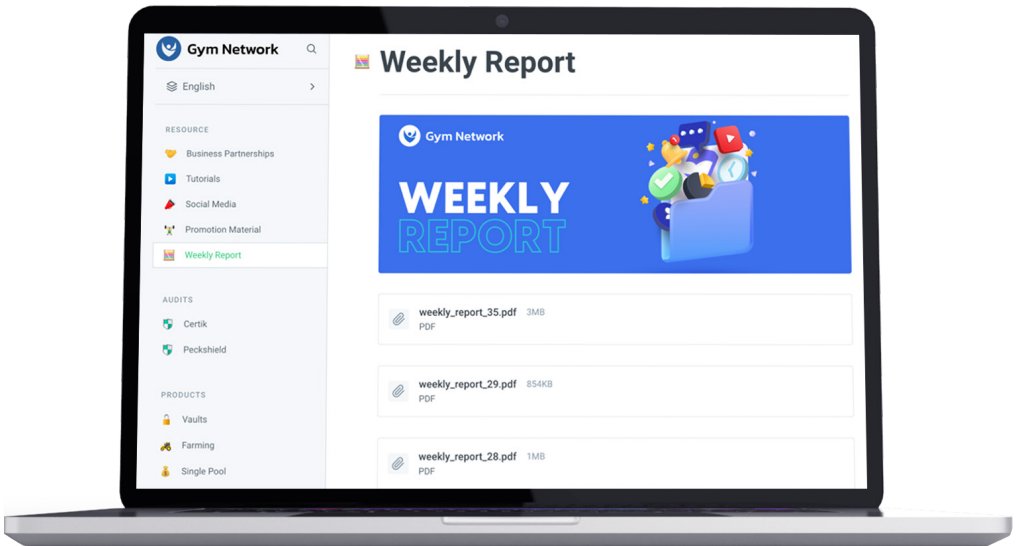 Gym Network
English
RESOURCE
Business Partnerships
Tutorials
Social Media
Promotion Material
Weekly Report
AUDITS
Certik
Peckshield
PRODUCTS
Vaults
Farming
Single Pool
Weekly Report
Gym Network
WEEKLY
REPORT
weekly_report_35.pdf 3MB
PDF
weekly_report_29.pdf 854KB
PDF
weekly_report_28.pdf 1MB
PDF